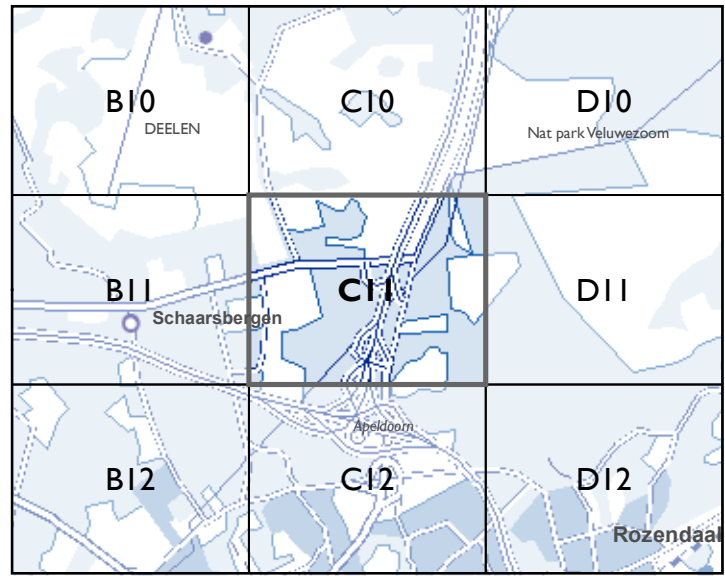 B10 C10 D10
DEELEN Nat park Veluwezoom
B11 C11 D11
Schaarsbergen
Apeldoorn
B12 C12 D12
Rozendaal